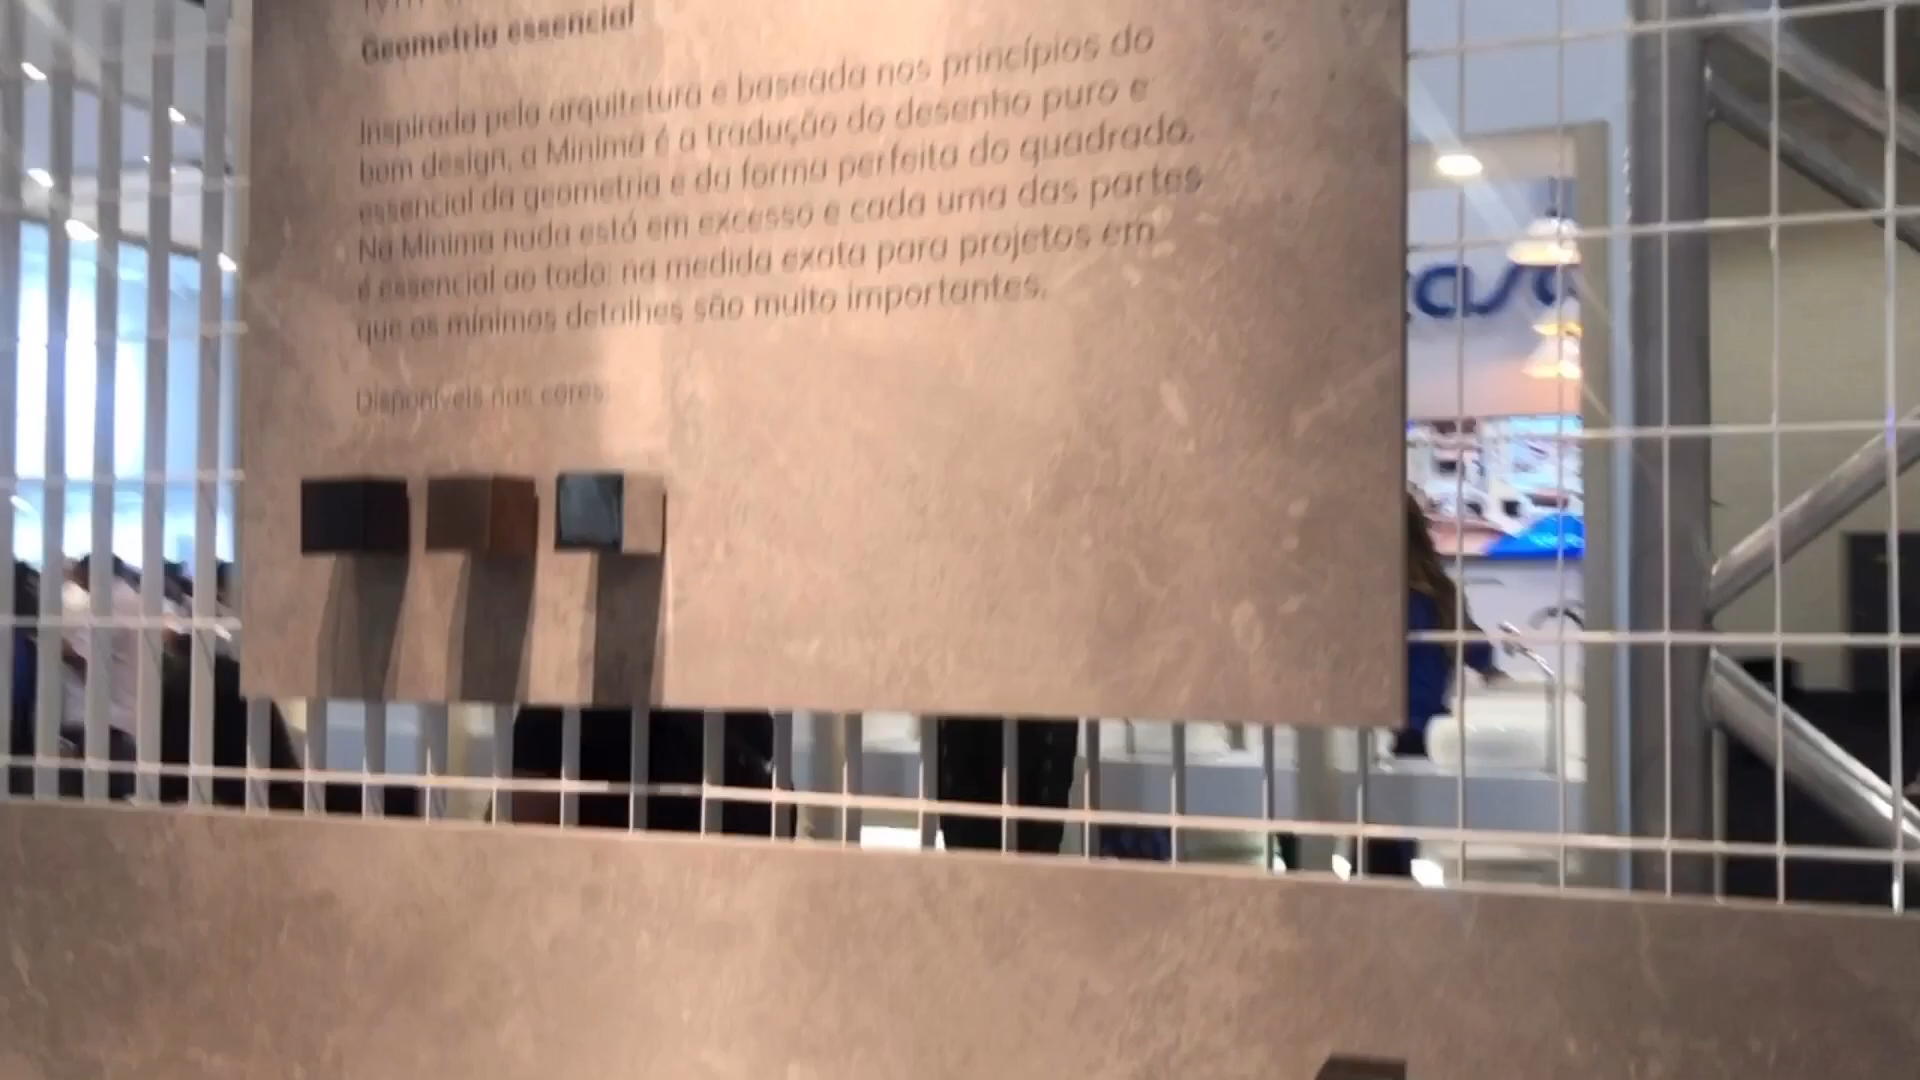 Geometria essencial
Inspirada pela arquitetura e baseada nos princípios do
bom design, a Minima é a tradução do desenho puro e
essencial da geometria e da forma perfeita do quadrado.
Na Minima nada está em excesso e cada uma das partes
é essencial ao todo: na medida exata para projetos em
que os mínimos detalhes são muito importantes.
Disponíveis nas cores: